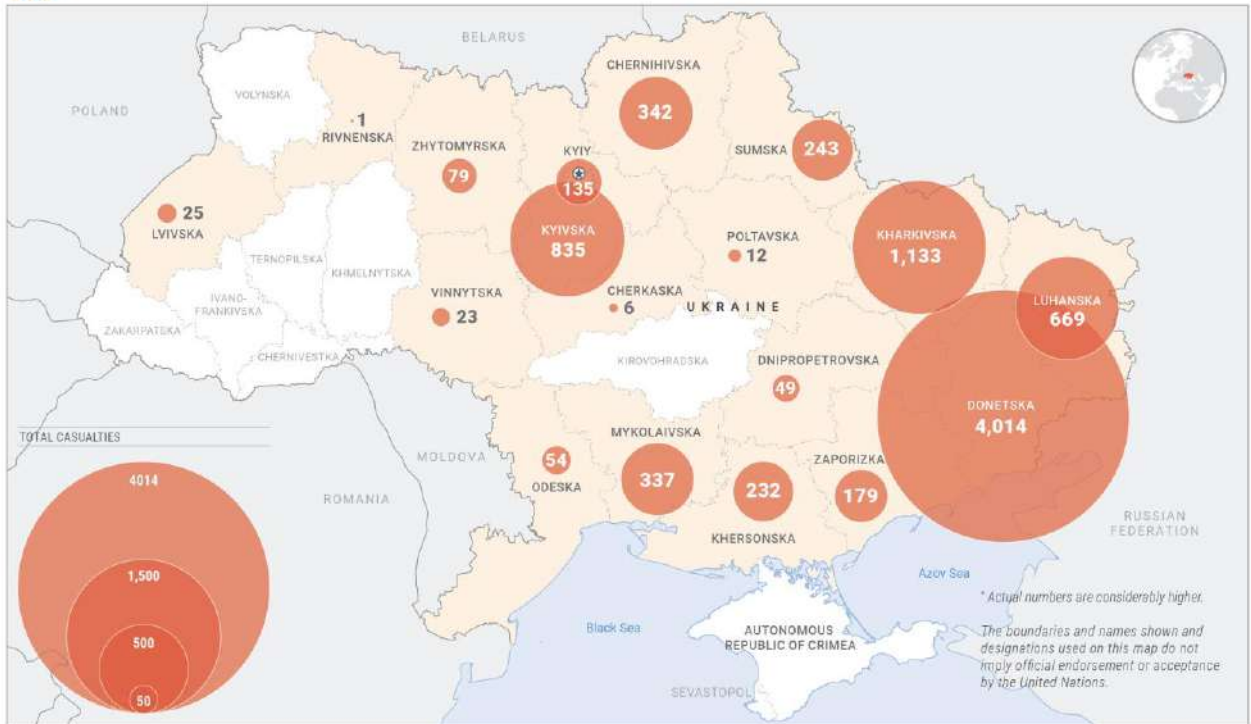 BELARUS
CHERNIHIVSKA
POLAND
VOLYNSKA
342
1
RIVNENSKA
ZHYTOMYRSKA
KYIV
SUMSKA
243
79
135
25
LVIVSKA
KYIVSKA
835
POLTAVSKA
12
KHARKIVSKA
1,133
TERNOPILSKA
KHMELNYTSKA
VINNYTSKA
23
CHERKASKA
6
UKRAINE
LUHANSKA
669
IVANO-
FRANKIVSKA
ZAKARPATSKA
CHERNIVESTKA
KIROVOHRADSKA
DNIPROPETROVSKA
49
DONETSKA
4,014
TOTAL CASUALTIES
4014
1,500
500
50
MOLDOVA
ROMANIA
54
ODESKA
MYKOLAIVSKA
337
232
KHERSONSKA
ZAPORIZKA
179
RUSSIAN
FEDERATION
Azov Sea
Black Sea
AUTONOMOUS
REPUBLIC OF CRIMEA
SEVASTOPOL
* Actual numbers are considerably higher.
The boundaries and names shown and
designations used on this map do not
imply official endorsement or acceptance
by the United Nations.